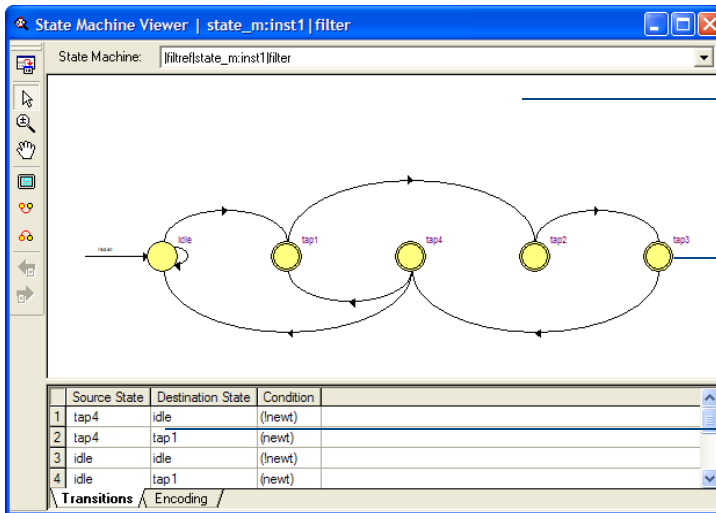 State Machine Viewer | state_m:inst1|filter
State Machine: |filtref|state_m:inst1|filter
reset idle tap1 tap4 tap2 tap3
Source State Destination State Condition
1 tap4 idle (!newt)
2 tap4 tap1 (newt)
3 idle idle (!newt)
4 idle tap1 (newt)
Transitions Encoding